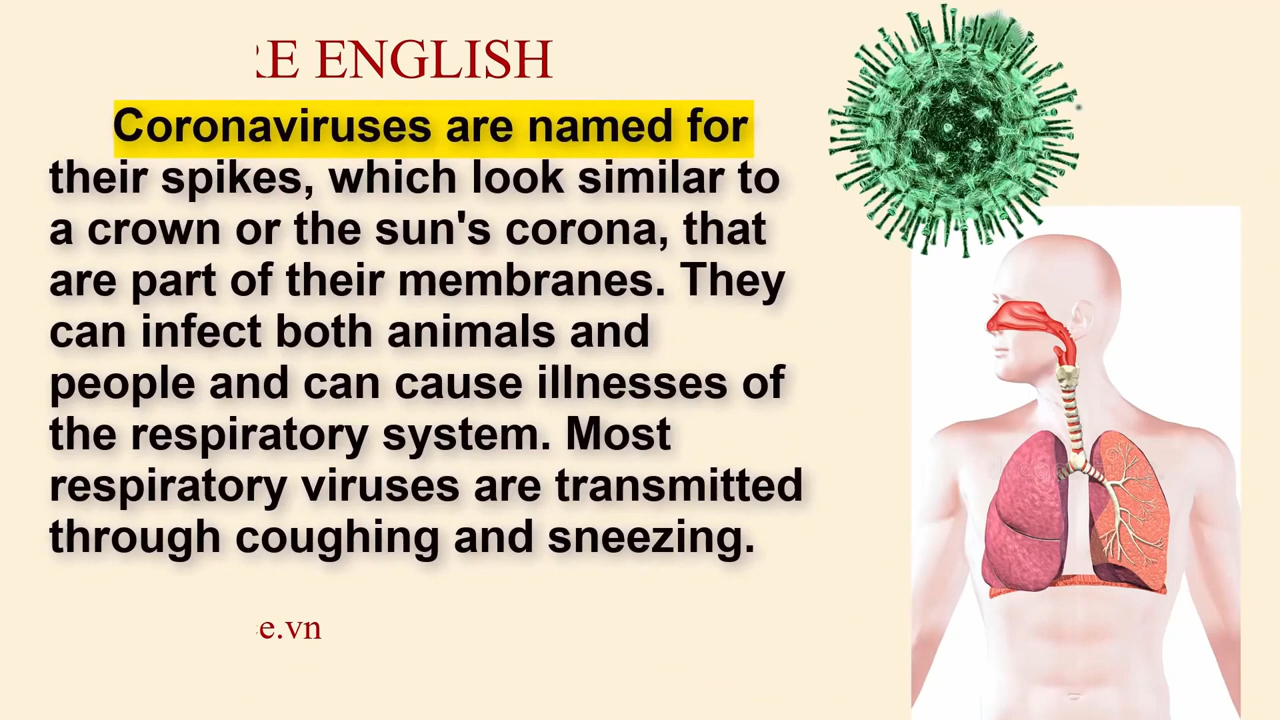 ENGLISH
Coronaviruses are named for
their spikes, which look similar to
a crown or the sun's corona, that
are part of their membranes. They
can infect both animals and
people and can cause illnesses of
the respiratory system. Most
respiratory viruses are transmitted
through coughing and sneezing.
e.vn